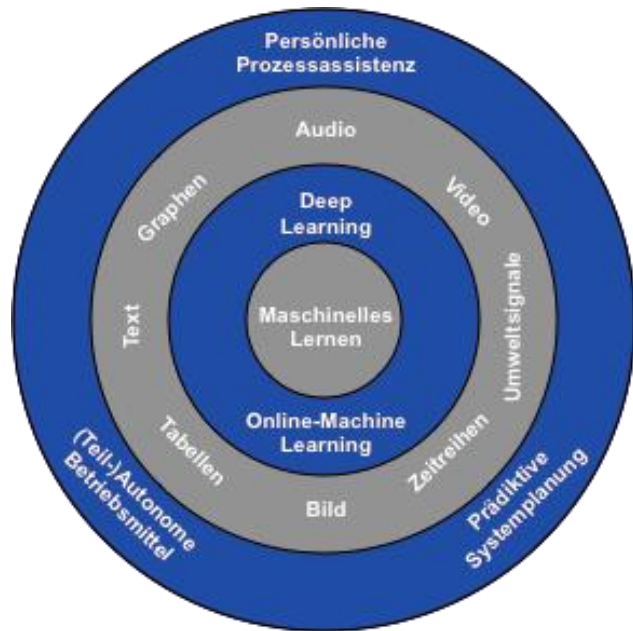 Persönliche
Prozessassistenz
Audio
Graphen
Video
Deep
Learning
Umweltsignale
Text
Maschinelles
Lernen
Online-Machine
Learning
Tabellen
Zeitreihen
Bild
(Teil-)Autonome
Betriebsmittel
Prädiktive
Systemplanung